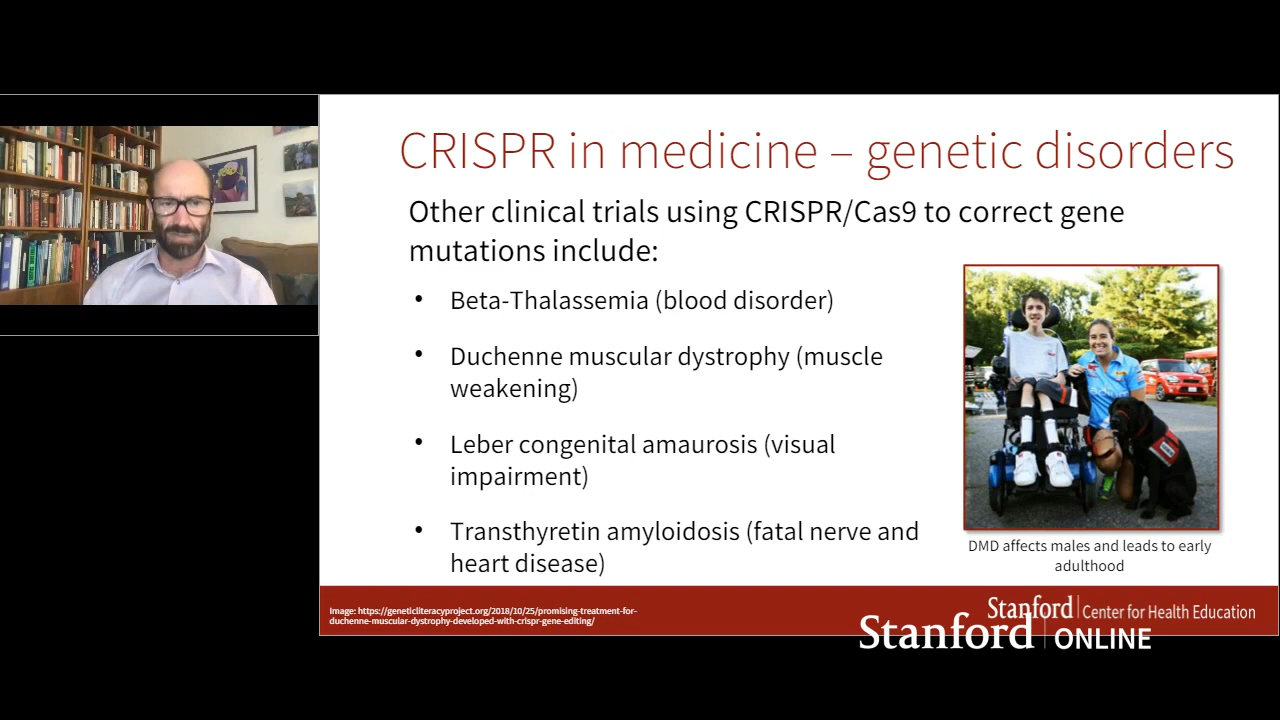 CRISPR in medicine – genetic disorders
Other clinical trials using CRISPR/Cas9 to correct gene
mutations include:
• Beta-Thalassemia (blood disorder)
• Duchenne muscular dystrophy (muscle
weakening)
• Leber congenital amaurosis (visual
impairment)
• Transthyretin amyloidosis (fatal nerve and
heart disease)
DMD affects males and leads to early
adulthood
Image: https://geneticliteracyproject.org/2018/10/25/promising-treatment-for-
duchenne-muscular-dystrophy-developed-with-crispr-gene-editing/
Stanford | Center for Health Education
Stanford | ONLINE